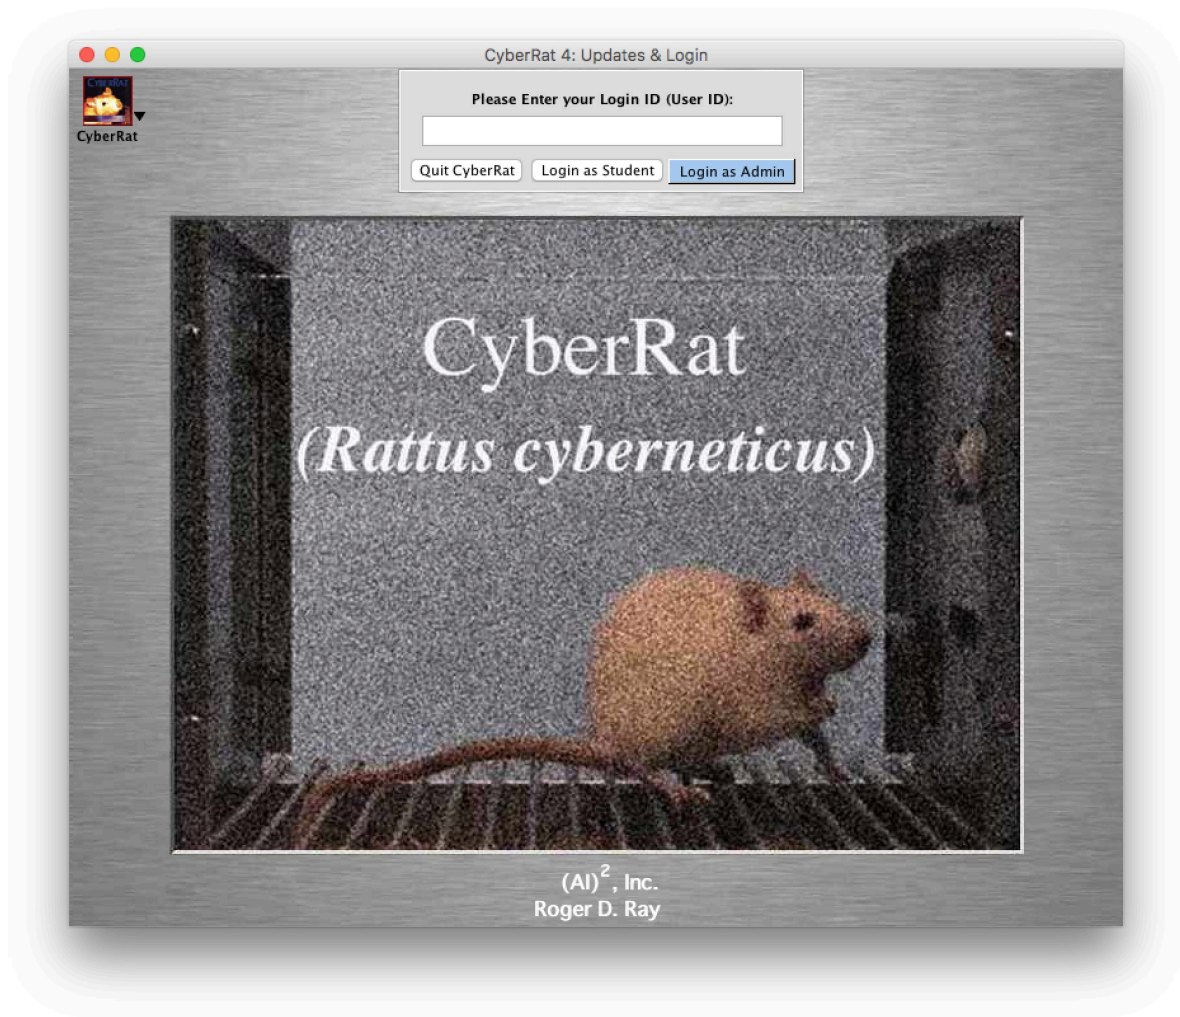 CyberRat 4: Updates & Login
CYBERRAT
CyberRat
Please Enter your Login ID (User ID):
Quit CyberRat Login as Student Login as Admin
CyberRat
(Rattus cyberneticus)
(AI)², Inc.
Roger D. Ray